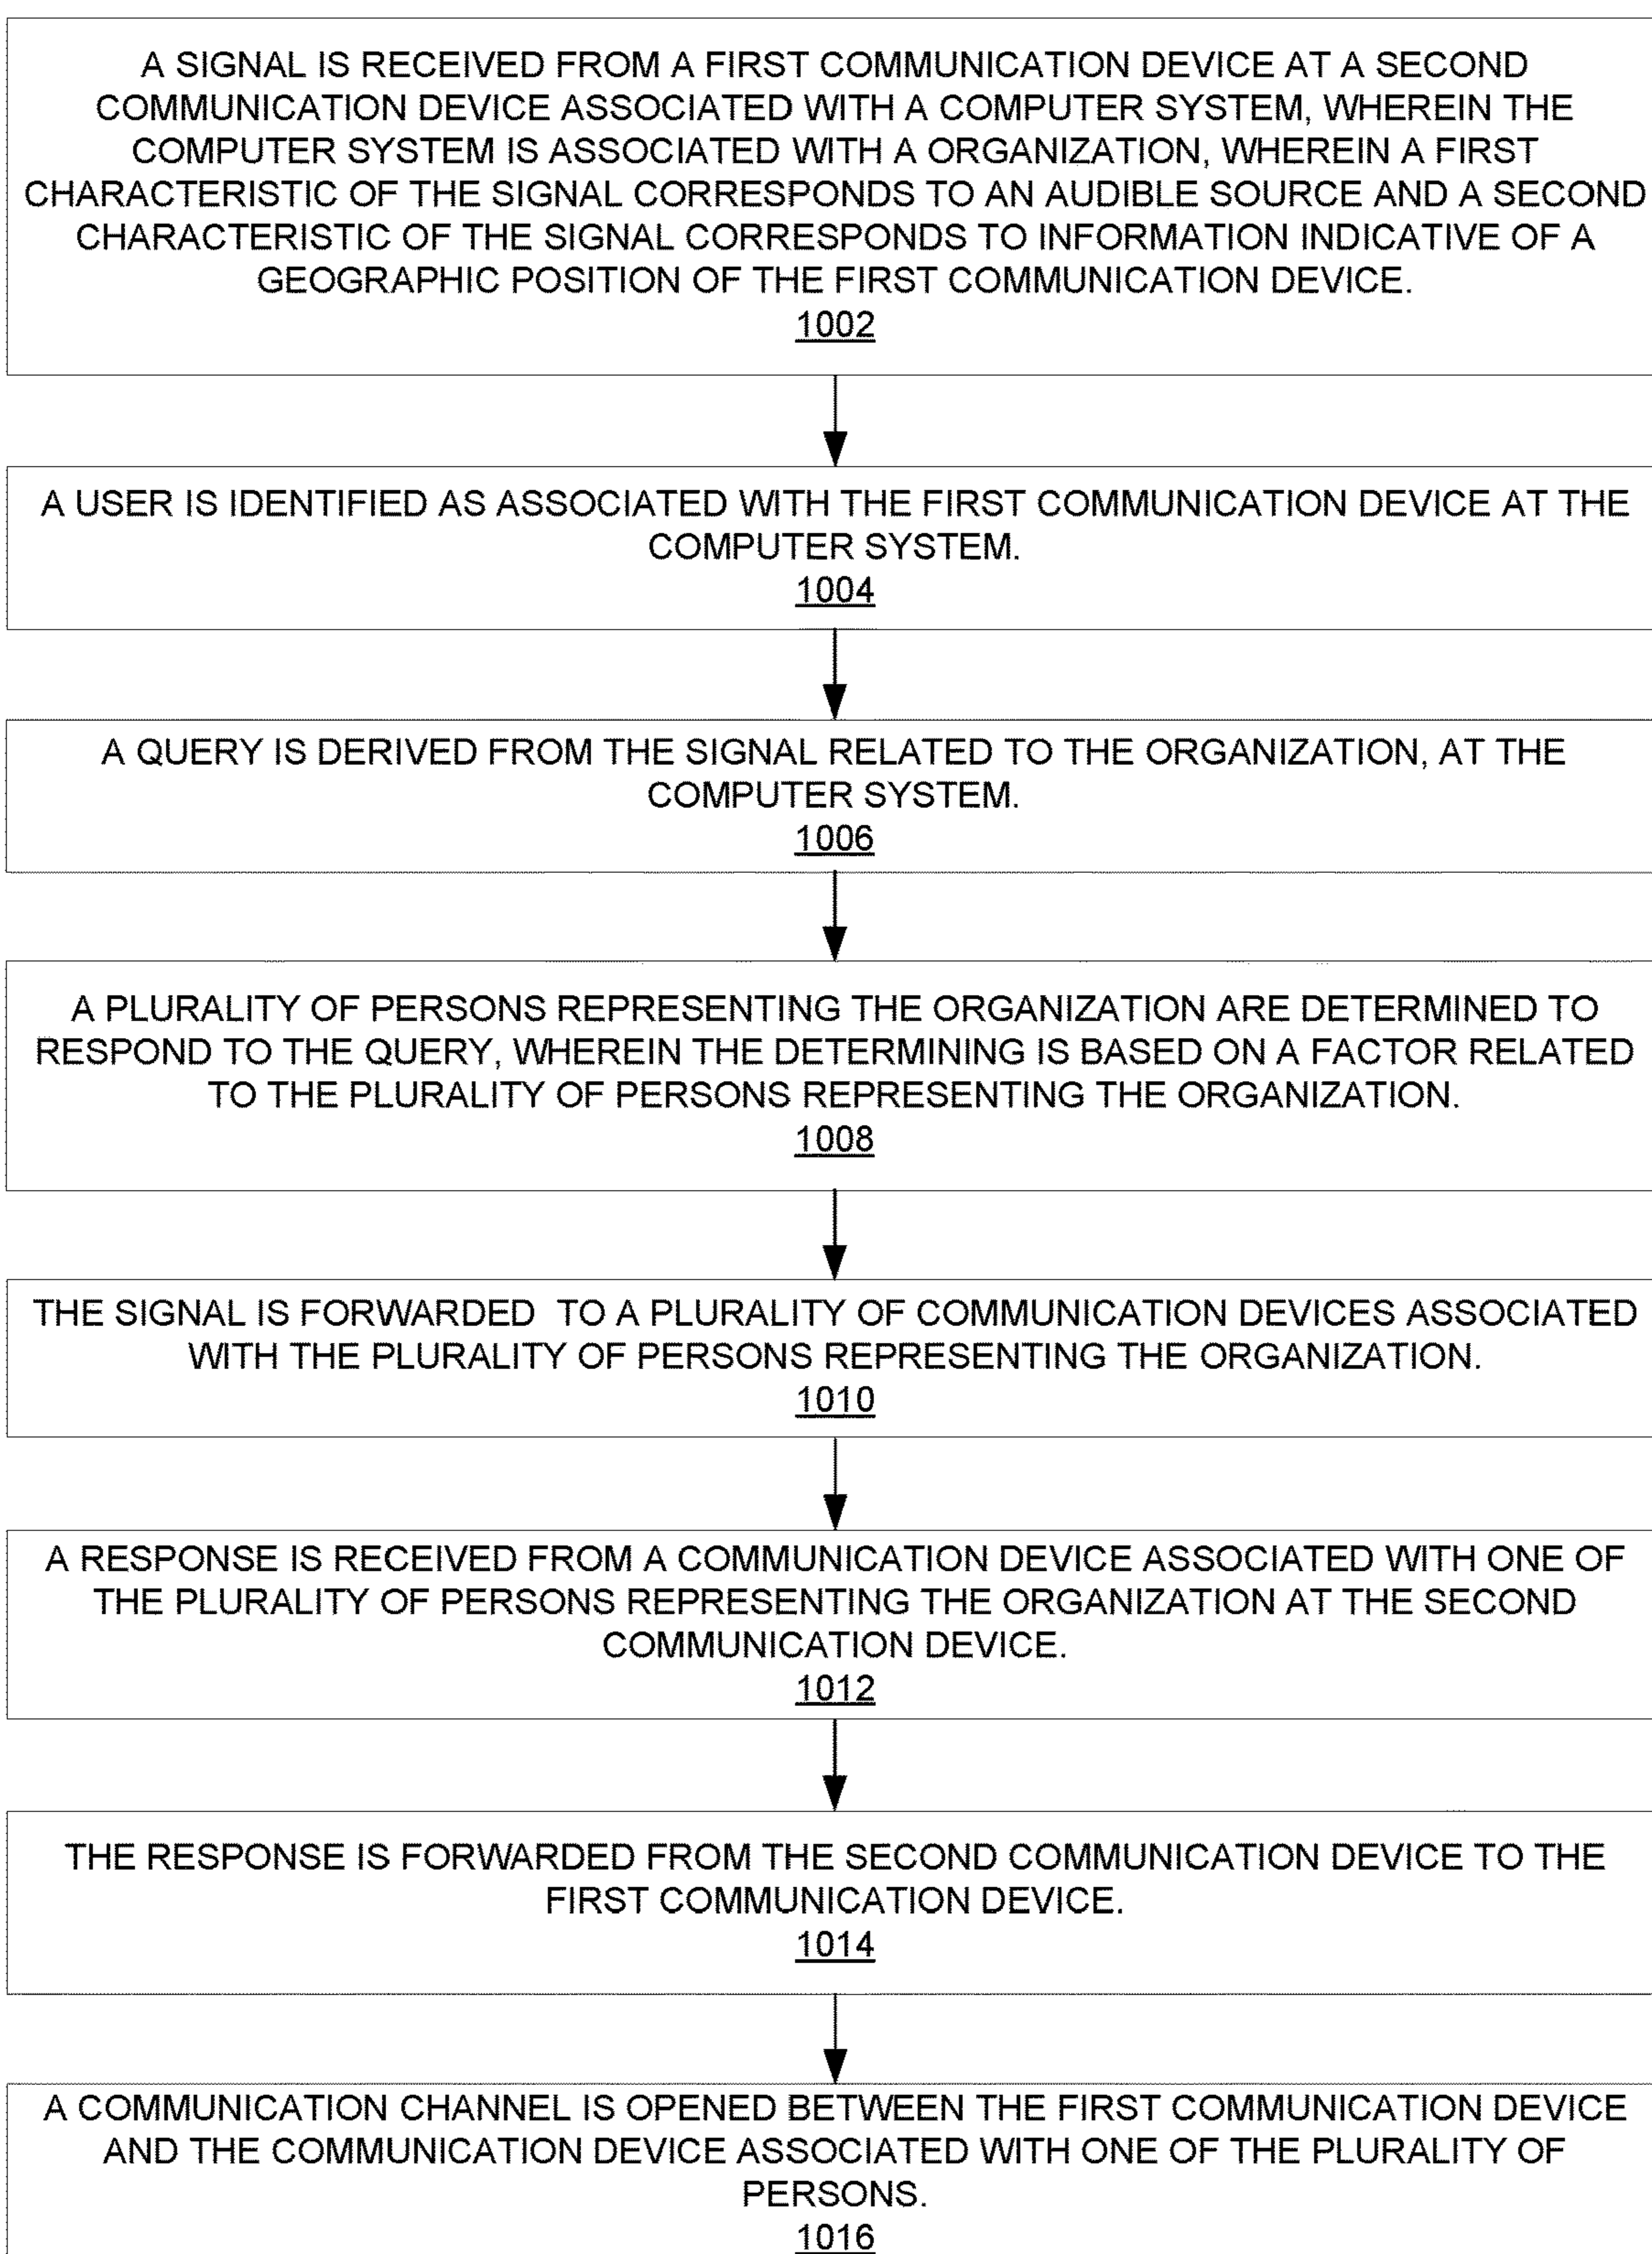 A SIGNAL IS RECEIVED FROM A FIRST COMMUNICATION DEVICE AT A SECOND
COMMUNICATION DEVICE ASSOCIATED WITH A COMPUTER SYSTEM, WHEREIN THE
COMPUTER SYSTEM IS ASSOCIATED WITH A ORGANIZATION, WHEREIN A FIRST
CHARACTERISTIC OF THE SIGNAL CORRESPONDS TO AN AUDIBLE SOURCE AND A SECOND
CHARACTERISTIC OF THE SIGNAL CORRESPONDS TO INFORMATION INDICATIVE OF A
GEOGRAPHIC POSITION OF THE FIRST COMMUNICATION DEVICE.
1002
A USER IS IDENTIFIED AS ASSOCIATED WITH THE FIRST COMMUNICATION DEVICE AT THE
COMPUTER SYSTEM.
1004
A QUERY IS DERIVED FROM THE SIGNAL RELATED TO THE ORGANIZATION, AT THE
COMPUTER SYSTEM.
1006
A PLURALITY OF PERSONS REPRESENTING THE ORGANIZATION ARE DETERMINED TO
RESPOND TO THE QUERY, WHEREIN THE DETERMINING IS BASED ON A FACTOR RELATED
TO THE PLURALITY OF PERSONS REPRESENTING THE ORGANIZATION.
1008
THE SIGNAL IS FORWARDED TO A PLURALITY OF COMMUNICATION DEVICES ASSOCIATED
WITH THE PLURALITY OF PERSONS REPRESENTING THE ORGANIZATION.
1010
A RESPONSE IS RECEIVED FROM A COMMUNICATION DEVICE ASSOCIATED WITH ONE OF
THE PLURALITY OF PERSONS REPRESENTING THE ORGANIZATION AT THE SECOND
COMMUNICATION DEVICE.
1012
THE RESPONSE IS FORWARDED FROM THE SECOND COMMUNICATION DEVICE TO THE
FIRST COMMUNICATION DEVICE.
1014
A COMMUNICATION CHANNEL IS OPENED BETWEEN THE FIRST COMMUNICATION DEVICE
AND THE COMMUNICATION DEVICE ASSOCIATED WITH ONE OF THE PLURALITY OF
PERSONS.
1016